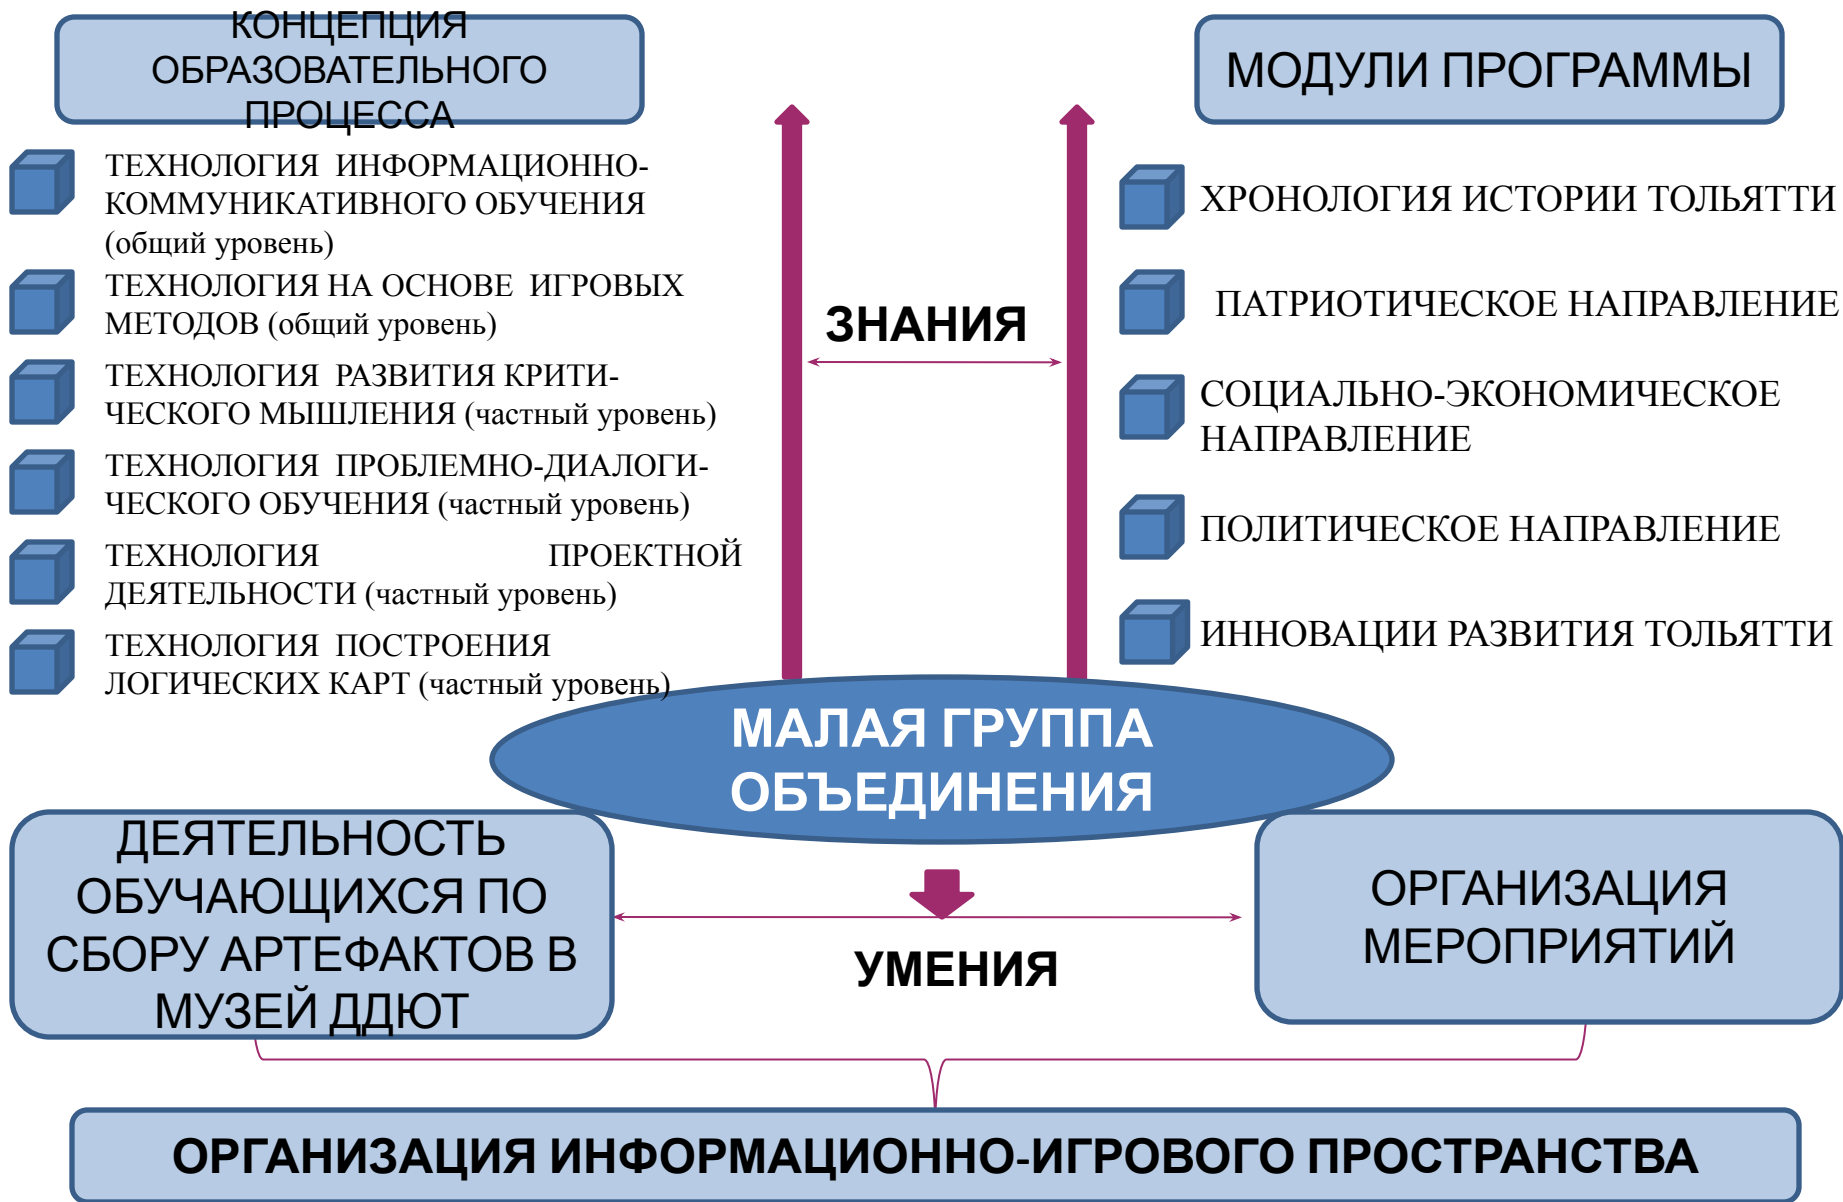 КОНЦЕПЦИЯ
ОБРАЗОВАТЕЛЬНОГО
ПРОЦЕССА
ТЕХНОЛОГИЯ ИНФОРМАЦИОННО-
КОММУНИКАТИВНОГО ОБУЧЕНИЯ
(общий уровень)
ТЕХНОЛОГИЯ НА ОСНОВЕ ИГРОВЫХ
МЕТОДОВ (общий уровень)
ТЕХНОЛОГИЯ РАЗВИТИЯ КРИТИ-
ЧЕСКОГО МЫШЛЕНИЯ (частный уровень)
ТЕХНОЛОГИЯ ПРОБЛЕМНО-ДИАЛОГИ-
ЧЕСКОГО ОБУЧЕНИЯ (частный уровень)
ТЕХНОЛОГИЯ ПРОЕКТНОЙ
ДЕЯТЕЛЬНОСТИ (частный уровень)
ТЕХНОЛОГИЯ ПОСТРОЕНИЯ
ЛОГИЧЕСКИХ КАРТ (частный уровень)
ЗНАНИЯ
МОДУЛИ ПРОГРАММЫ
ХРОНОЛОГИЯ ИСТОРИИ ТОЛЬЯТТИ
ПАТРИОТИЧЕСКОЕ НАПРАВЛЕНИЕ
СОЦИАЛЬНО-ЭКОНОМИЧЕСКОЕ
НАПРАВЛЕНИЕ
ПОЛИТИЧЕСКОЕ НАПРАВЛЕНИЕ
ИННОВАЦИИ РАЗВИТИЯ ТОЛЬЯТТИ
МАЛАЯ ГРУППА
ОБЪЕДИНЕНИЯ
ДЕЯТЕЛЬНОСТЬ
ОБУЧАЮЩИХСЯ ПО
СБОРУ АРТЕФАКТОВ В
МУЗЕЙ ДДЮТ
УМЕНИЯ
ОРГАНИЗАЦИЯ
МЕРОПРИЯТИЙ
ОРГАНИЗАЦИЯ ИНФОРМАЦИОННО-ИГРОВОГО ПРОСТРАНСТВА